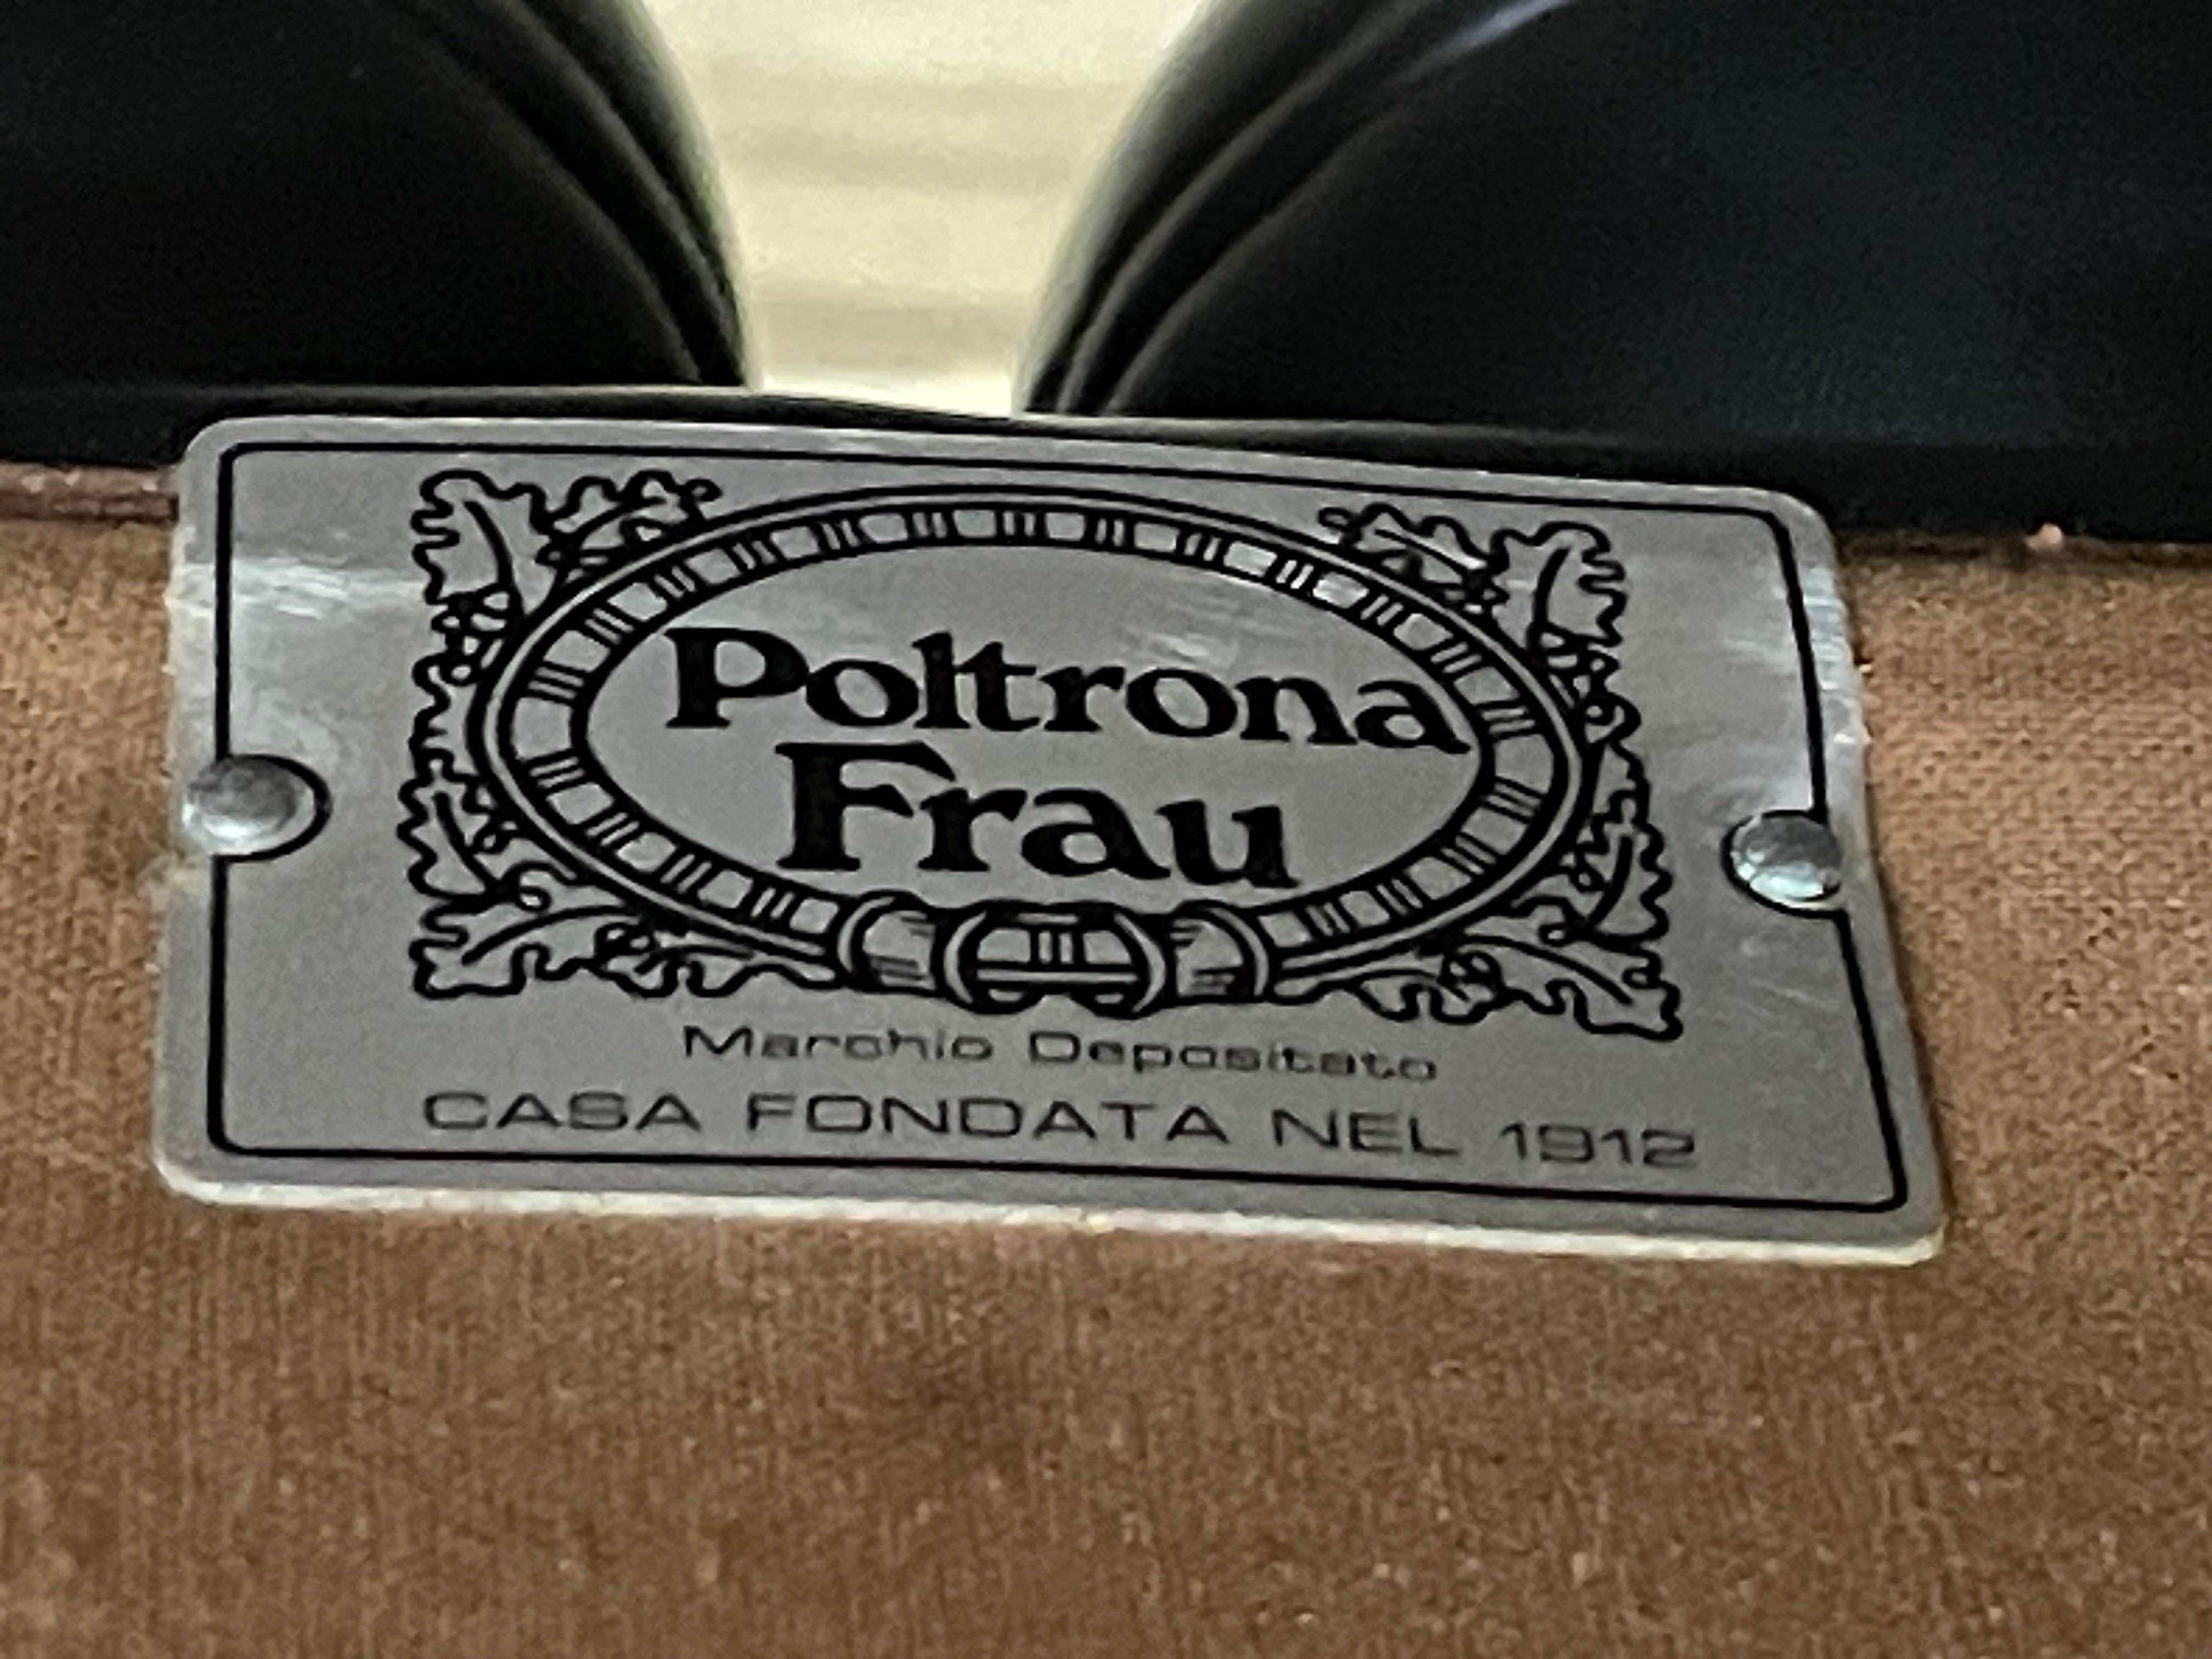 Poltrona
Frau
Marchio Depositato
CASA FONDATA NEL 1912